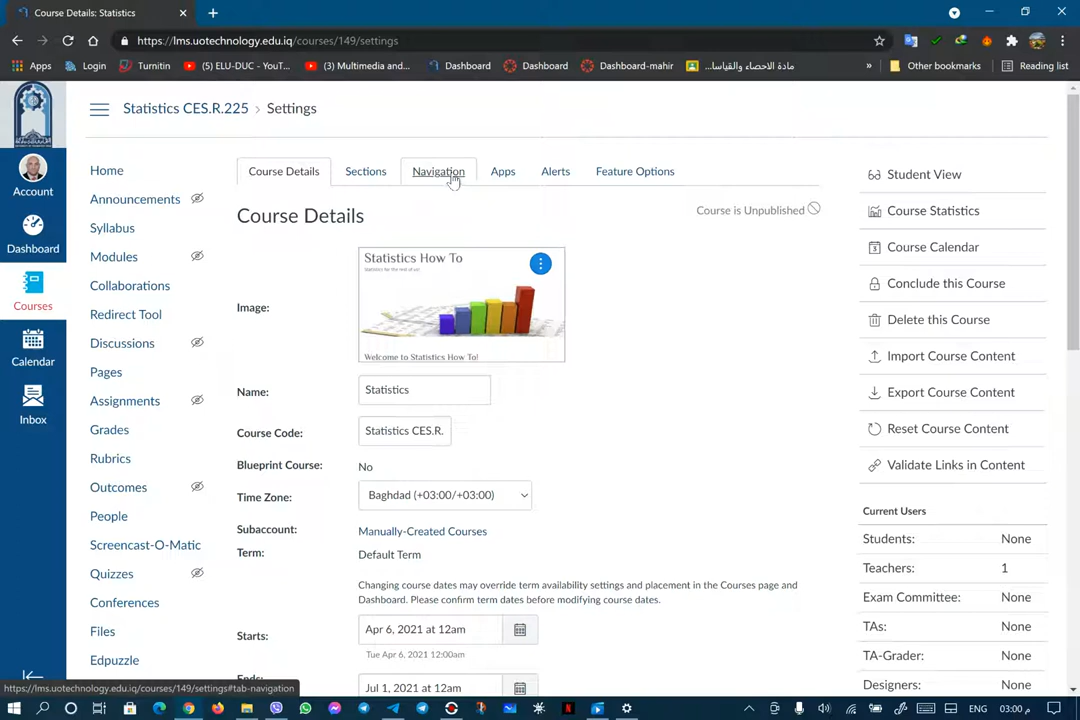 Course Details: Statistics
https://lms.uotechnology.edu.iq/courses/149/settings
Apps
Login
Turnitin
(5) ELU-DUC - YouT...
(3) Multimedia and...
Dashboard
Dashboard
Dashboard-mahir
مادة الاحصاء والقياسا...
»
Other bookmarks
Reading list
Statistics CES.R.225 › Settings
Account
Dashboard
Courses
Calendar
Inbox
Home
Announcements
Syllabus
Modules
Collaborations
Redirect Tool
Discussions
Pages
Assignments
Grades
Rubrics
Outcomes
People
Screencast-O-Matic
Quizzes
Conferences
Files
Edpuzzle
Course Details
Sections
Navigation
Apps
Alerts
Feature Options
Course Details
Course is Unpublished
Image:
Statistics How To
Statistics for the rest of us!
Welcome to Statistics How To!
Name:
Statistics
Course Code:
Statistics CES.R.
Blueprint Course:
No
Time Zone:
Baghdad (+03:00/+03:00)
Subaccount:
Manually-Created Courses
Term:
Default Term
Changing course dates may override term availability settings and placement in the Courses page and
Dashboard. Please confirm term dates before modifying course dates.
Starts:
Apr 6, 2021 at 12am
Tue Apr 6, 2021 12:00am
Ends:
Jul 1, 2021 at 12am
Student View
Course Statistics
Course Calendar
Conclude this Course
Delete this Course
Import Course Content
Export Course Content
Reset Course Content
Validate Links in Content
Current Users
Students: None
Teachers: 1
Exam Committee: None
TAs: None
TA-Grader: None
Designers: None
https://lms.uotechnology.edu.iq/courses/149/settings#tab-navigation
ENG
03:00 م